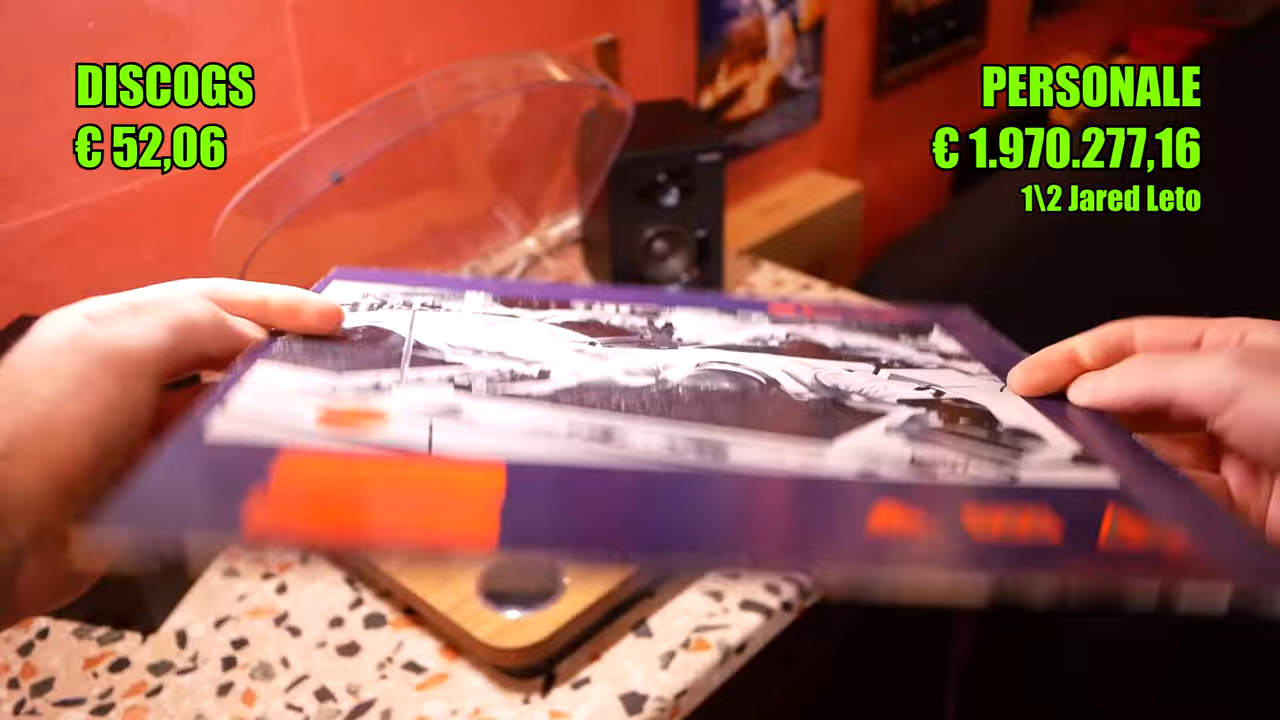 DISCOGS
€ 52,06
PERSONALE
€ 1.970.277,16
1\2 Jared Leto